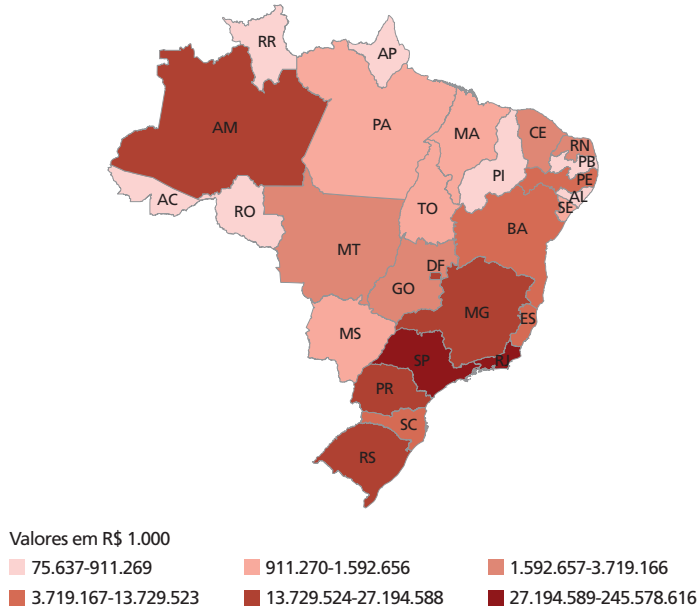 RR
AP
AM
PA
MA
CE
RN
PB
PI
PE
AL
SE
AC
RO
TO
BA
MT
DF
GO
MG
ES
MS
SP
RJ
PR
SC
RS
Valores em R$ 1.000
75.637-911.269
911.270-1.592.656
1.592.657-3.719.166
3.719.167-13.729.523
13.729.524-27.194.588
27.194.589-245.578.616